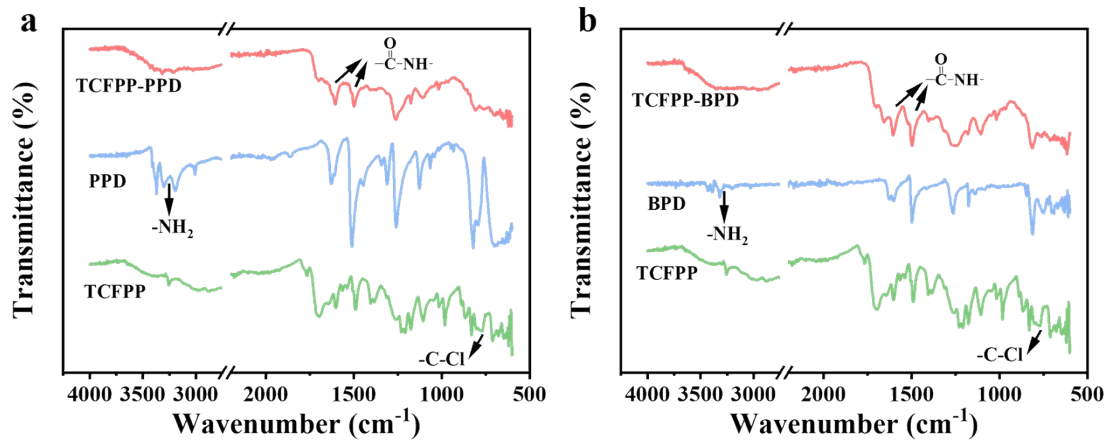 a
Transmittance (%)
O
-C-NH-
TCFPP-PPD
PPD
-NH₂
TCFPP
-C-Cl
4000 3500 3000 2000 1500 1000 500
Wavenumber (cm⁻¹)
b
Transmittance (%)
O
-C-NH-
TCFPP-BPD
BPD
-NH₂
TCFPP
-C-Cl
4000 3500 3000 2000 1500 1000 500
Wavenumber (cm⁻¹)